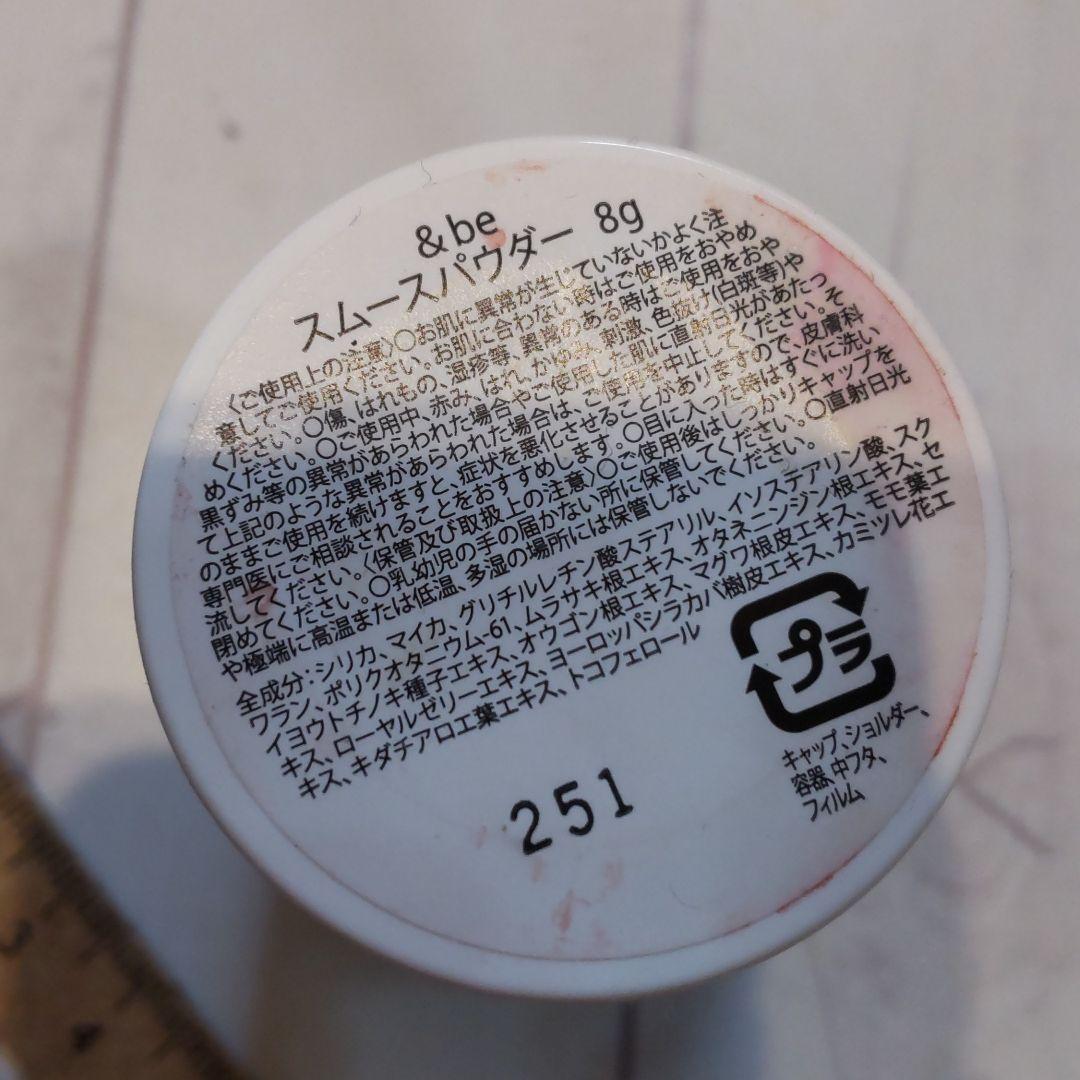 &be
スムースパウダー 8g
〈ご使用上の注意〉〇お肌に異常が生じていないかよく注
意してご使用ください。お肌に合わない時はご使用をおやめ
ください。〇傷、はれもの、湿疹等、異常のある時はご使用をおや
めください。〇ご使用中、赤み、はれ、かゆみ、刺激、色抜け(白斑等)や
黒ずみ等の異常があらわれた場合やご使用した肌に直射日光があたっ
て上記のような異常があらわれた場合は、ご使用を中止してください。そ
のままご使用を続けますと、症状を悪化させることがありますので、皮膚科
専門医にご相談されることをおすすめします。〇目に入った時はすぐに洗い
流してください。〈保管及び取扱上の注意〉〇ご使用後はしっかりキャップを
閉めてください。〇乳幼児の手の届かない所に保管してください。〇直射日光
や極端に高温または低温、多湿の場所には保管しないでください。
全成分:シリカ、マイカ、グリチルレチン酸ステアリル、イソステアリン酸、スク
ワラン、ポリクオタニウム-61、ムラサキ根エキス、オタネニンジン根エキス、セ
イヨウトチノキ種子エキス、オウゴン根エキス、マグワ根皮エキス、モモ葉エ
キス、ローヤルゼリーエキス、ヨーロッパシラカバ樹皮エキス、カミツレ花エ
キス、キダチアロエ葉エキス、トコフェロール
プラ
キャップ、ショルダー、
容器、中フタ、
フィルム
251
3
4